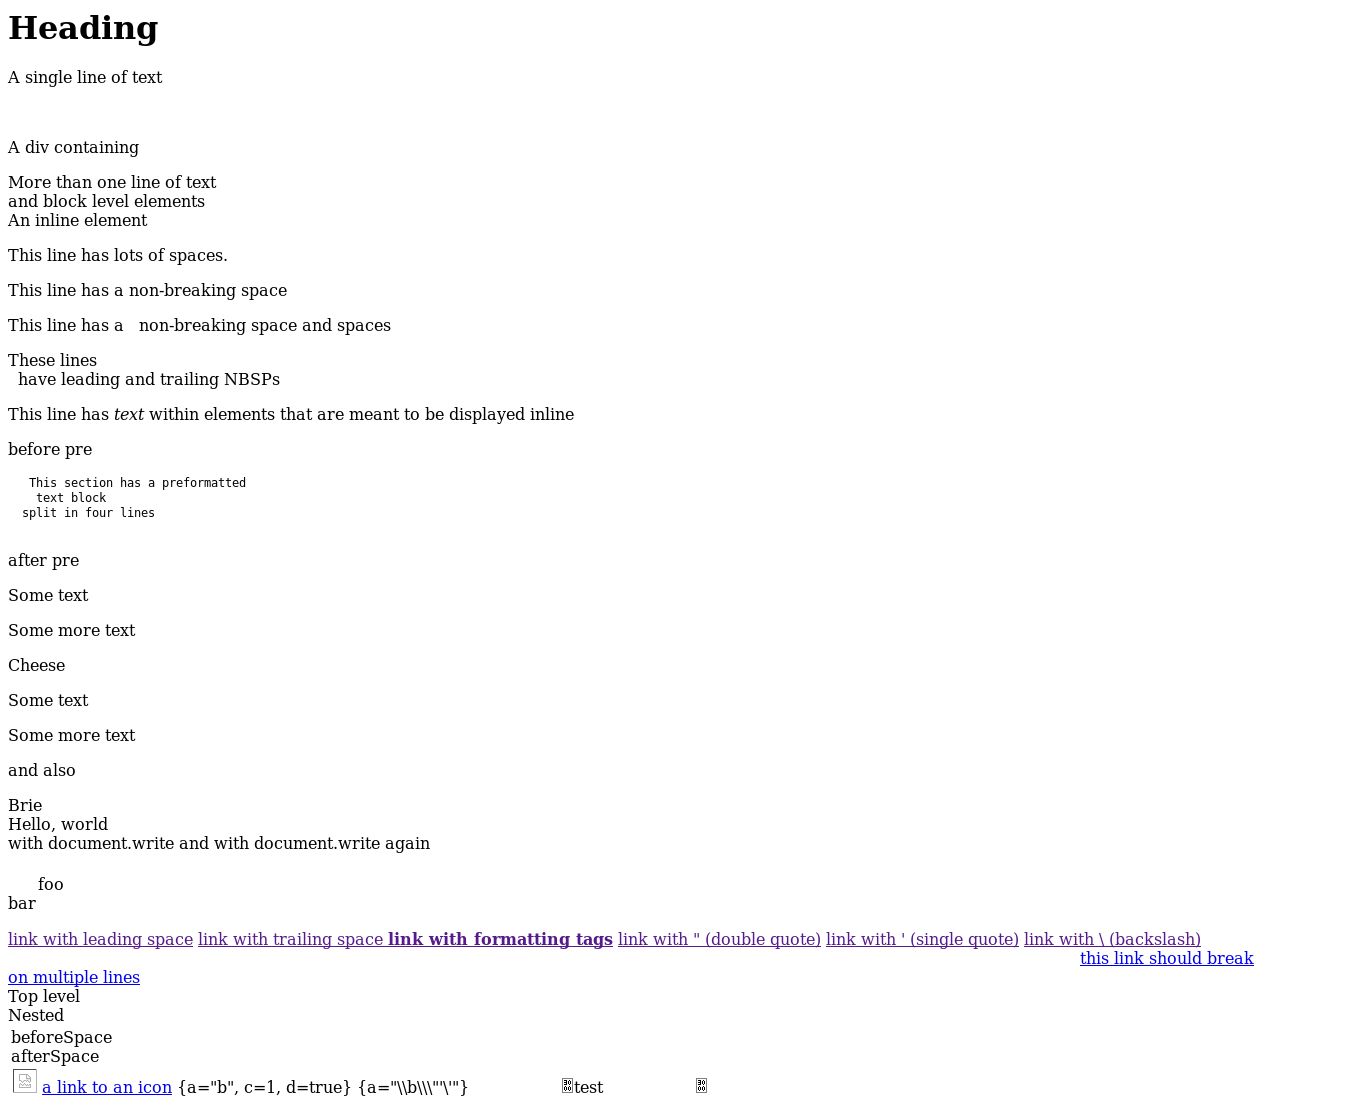 Heading
A single line of text
A div containing
More than one line of text
and block level elements
An inline element
This line has lots of spaces.
This line has a non-breaking space
This line has a   non-breaking space and spaces
These lines
  have leading and trailing NBSPs
This line has text within elements that are meant to be displayed inline
before pre
   This section has a preformatted
    text block
  split in four lines
after pre
Some text
Some more text
Cheese
Some text
Some more text
and also
Brie
Hello, world
with document.write and with document.write again
foo
bar
link with leading space link with trailing space link with formatting tags link with " (double quote) link with ' (single quote) link with \ (backslash)
this link should break
on multiple lines
Top level
Nested
beforeSpace
afterSpace
a link to an icon {a="b", c=1, d=true} {a="\\b\\\"'\'"} test